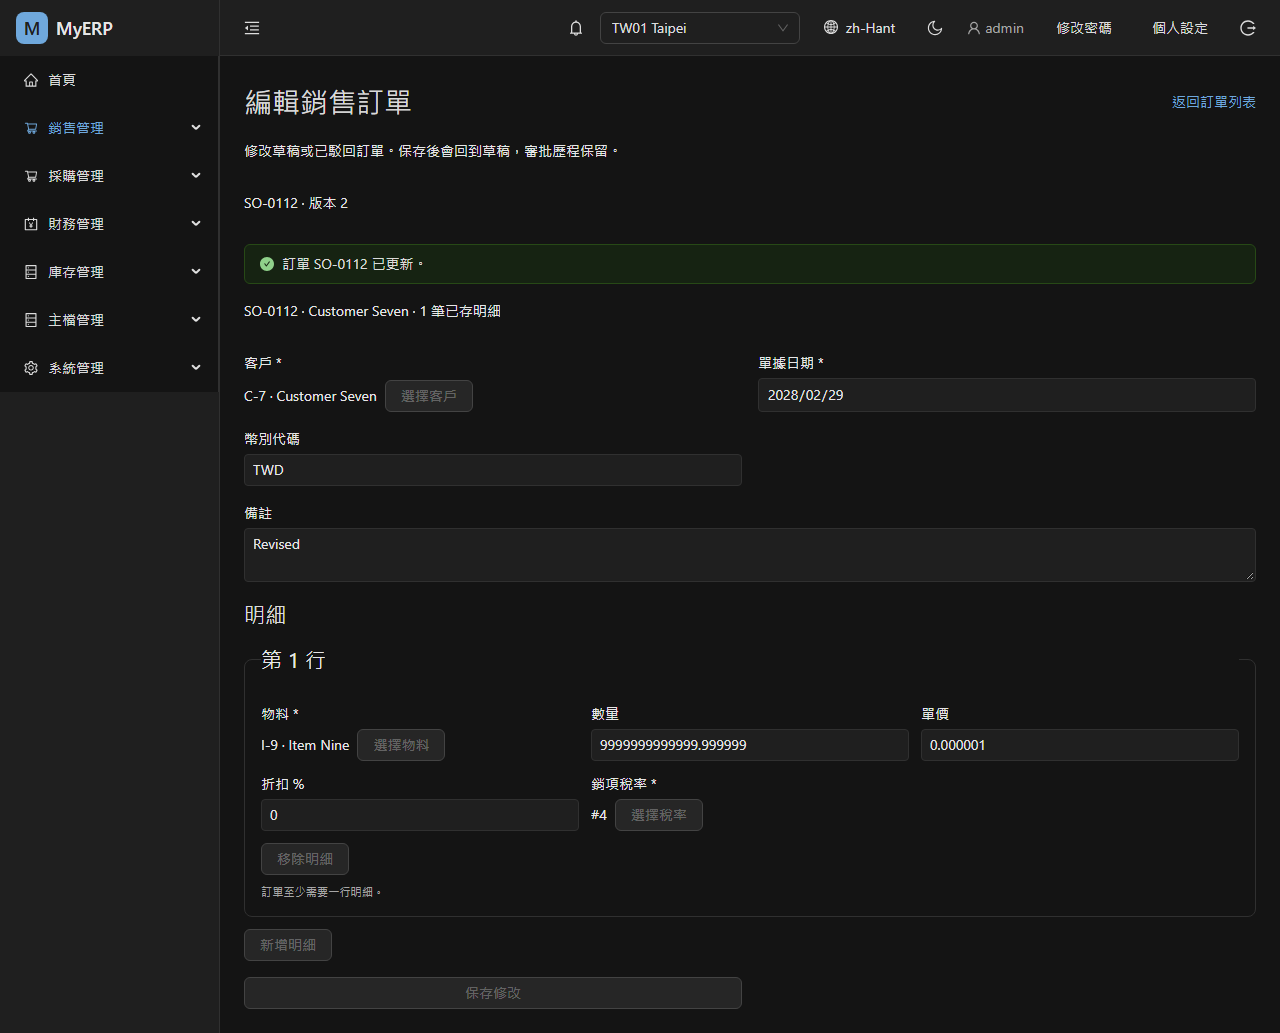 M MyERP
TW01 Taipei
zh-Hant
admin
修改密碼
個人設定
首頁
銷售管理
採購管理
財務管理
庫存管理
主檔管理
系統管理
編輯銷售訂單
返回訂單列表
修改草稿或已駁回訂單。保存後會回到草稿，審批歷程保留。
SO-0112 · 版本 2
訂單 SO-0112 已更新。
SO-0112 · Customer Seven · 1 筆已存明細
客戶 *
單據日期 *
C-7 · Customer Seven 選擇客戶
2028/02/29
幣別代碼
TWD
備註
Revised
明細
第 1 行
物料 *
數量
單價
I-9 · Item Nine 選擇物料
9999999999999.999999
0.000001
折扣 %
銷項稅率 *
0
#4 選擇稅率
移除明細
訂單至少需要一行明細。
新增明細
保存修改